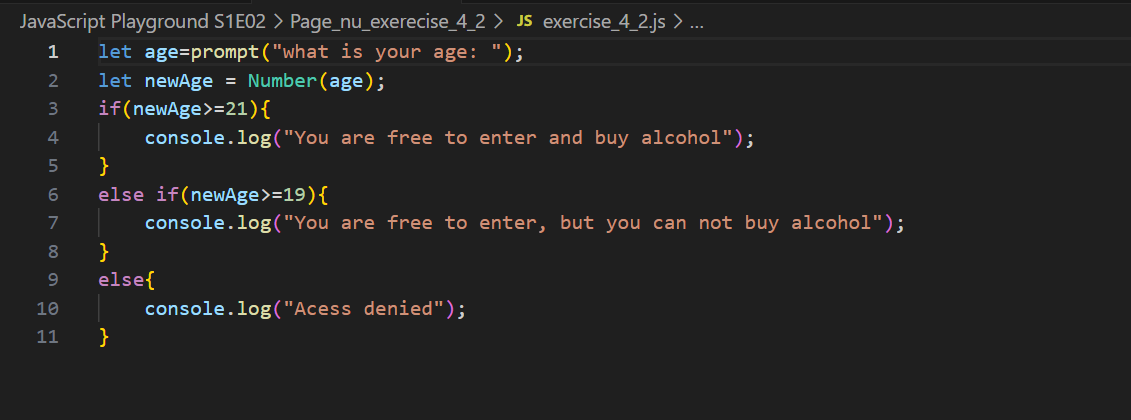 JavaScript Playground S1E02 > Page_nu_exerecise_4_2 > JS exercise_4_2.js > ...
1 let age=prompt("what is your age: ");
2 let newAge = Number(age);
3 if(newAge>=21){
4 console.log("You are free to enter and buy alcohol");
5 }
6 else if(newAge>=19){
7 console.log("You are free to enter, but you can not buy alcohol");
8 }
9 else{
10 console.log("Acess denied");
11 }